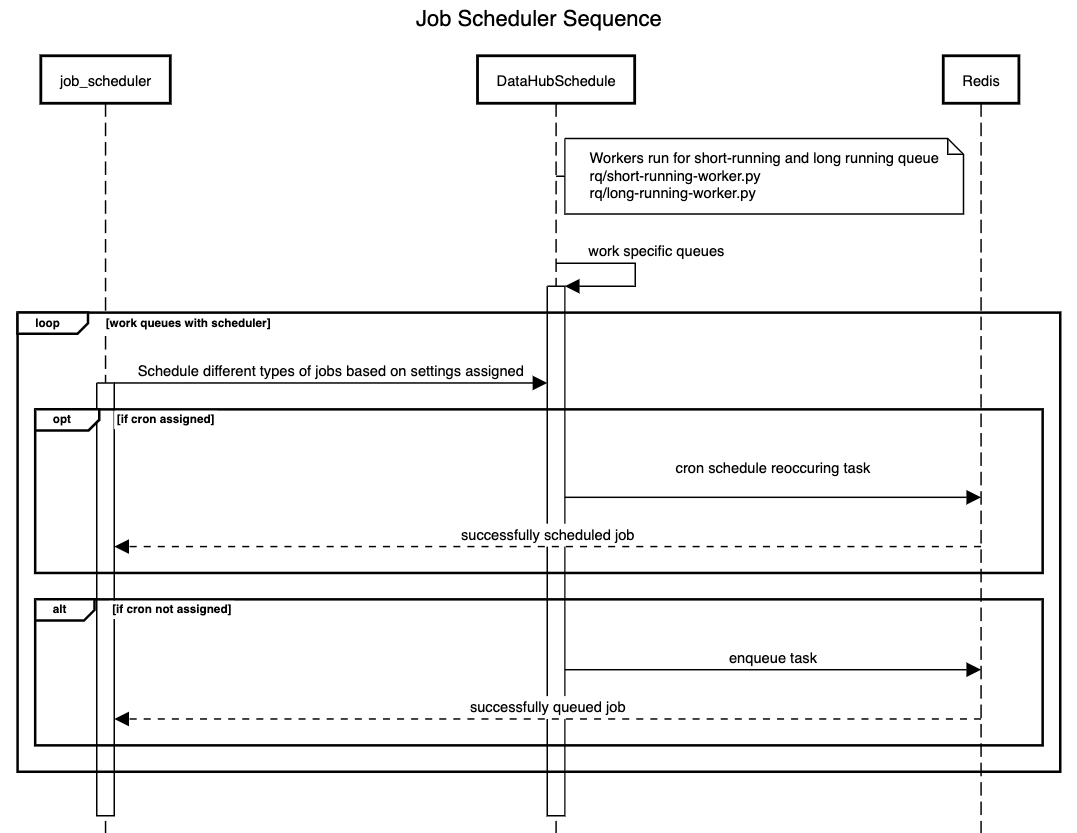 Job Scheduler Sequence
job_scheduler
DataHubSchedule
Redis
Workers run for short-running and long running queue
rq/short-running-worker.py
rq/long-running-worker.py
work specific queues
loop
[work queues with scheduler]
Schedule different types of jobs based on settings assigned
opt
[if cron assigned]
cron schedule reoccuring task
successfully scheduled job
alt
[if cron not assigned]
enqueue task
successfully queued job